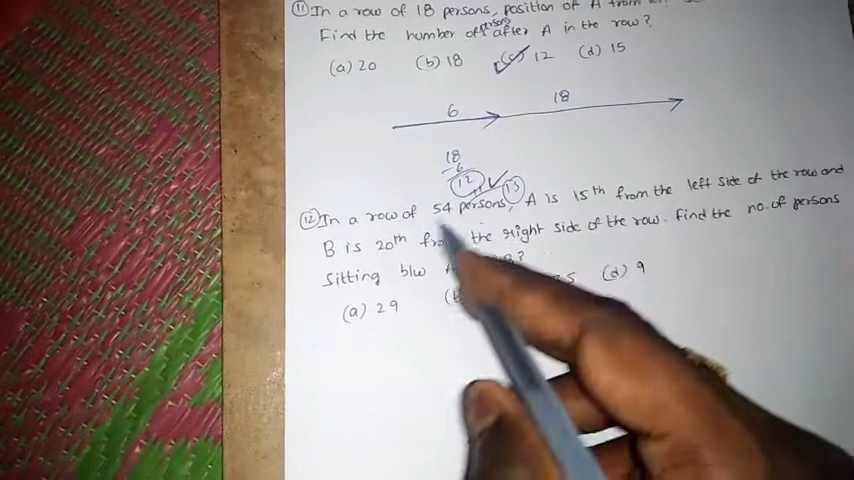 ⑪ In a row of 18 persons, position of A from
Find the number of persons after A in the row?
(a) 20 (b) 18 (c) 12 (d) 15
6 18
18
- 6
12 13
⑫ In a row of 54 persons, A is 15th from the left side of the row and
B is 20th from the right side of the row. Find the no. of persons
Sitting b/w
(a) 29 (d) 9